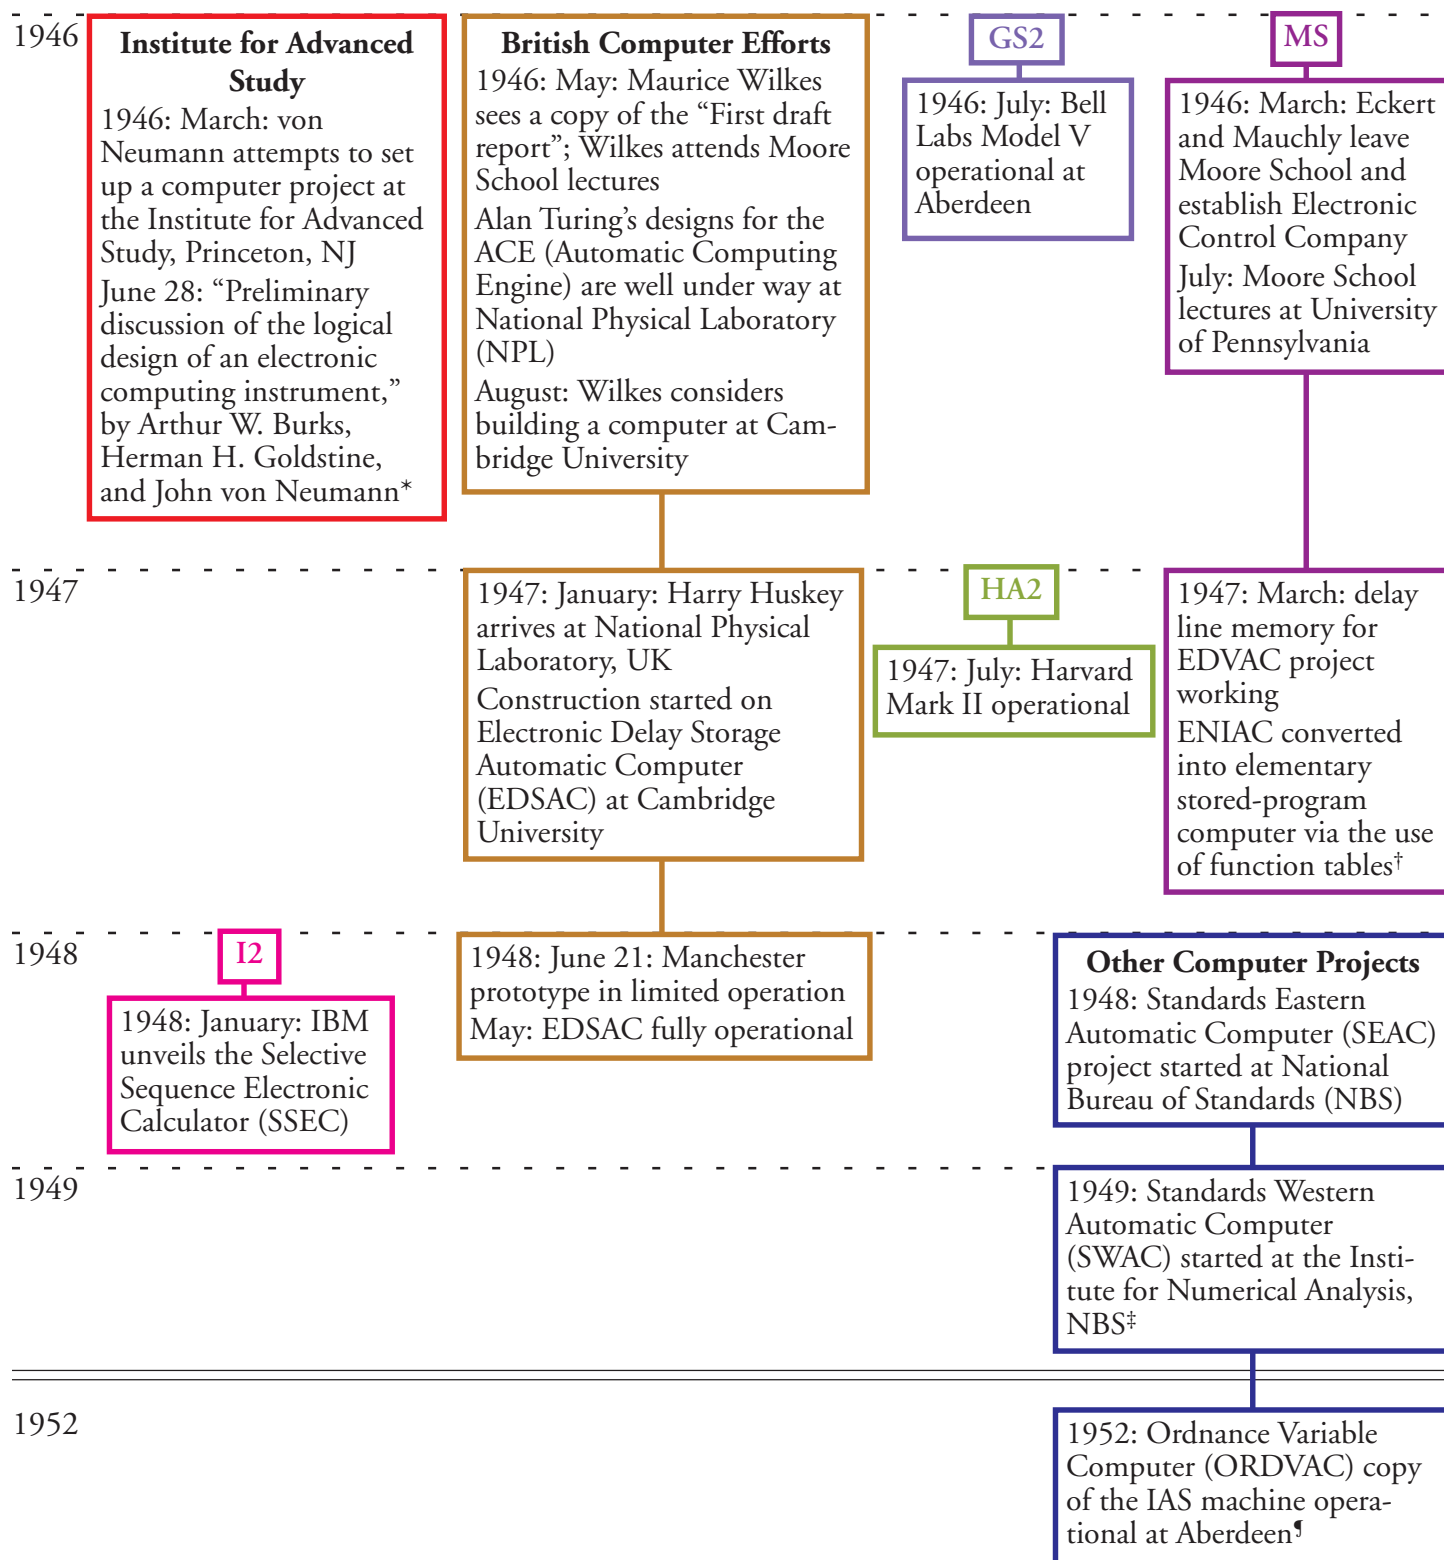 1946
Institute for Advanced
Study
1946: March: von
Neumann attempts to set
up a computer project at
the Institute for Advanced
Study, Princeton, NJ
June 28: “Preliminary
discussion of the logical
design of an electronic
computing instrument,”
by Arthur W. Burks,
Herman H. Goldstine,
and John von Neumann*
British Computer Efforts
1946: May: Maurice Wilkes
sees a copy of the “First draft
report”; Wilkes attends Moore
School lectures
Alan Turing’s designs for the
ACE (Automatic Computing
Engine) are well under way at
National Physical Laboratory
(NPL)
August: Wilkes considers
building a computer at Cam-
bridge University
GS2
1946: July: Bell
Labs Model V
operational at
Aberdeen
MS
1946: March: Eckert
and Mauchly leave
Moore School and
establish Electronic
Control Company
July: Moore School
lectures at University
of Pennsylvania
1947
1947: January: Harry Huskey
arrives at National Physical
Laboratory, UK
Construction started on
Electronic Delay Storage
Automatic Computer
(EDSAC) at Cambridge
University
HA2
1947: July: Harvard
Mark II operational
1947: March: delay
line memory for
EDVAC project
working
ENIAC converted
into elementary
stored-program
computer via the use
of function tables†
1948
I2
1948: January: IBM
unveils the Selective
Sequence Electronic
Calculator (SSEC)
1948: June 21: Manchester
prototype in limited operation
May: EDSAC fully operational
Other Computer Projects
1948: Standards Eastern
Automatic Computer (SEAC)
project started at National
Bureau of Standards (NBS)
1949
1949: Standards Western
Automatic Computer
(SWAC) started at the Insti-
tute for Numerical Analysis,
NBS‡
1952
1952: Ordnance Variable
Computer (ORDVAC) copy
of the IAS machine opera-
tional at Aberdeen¶